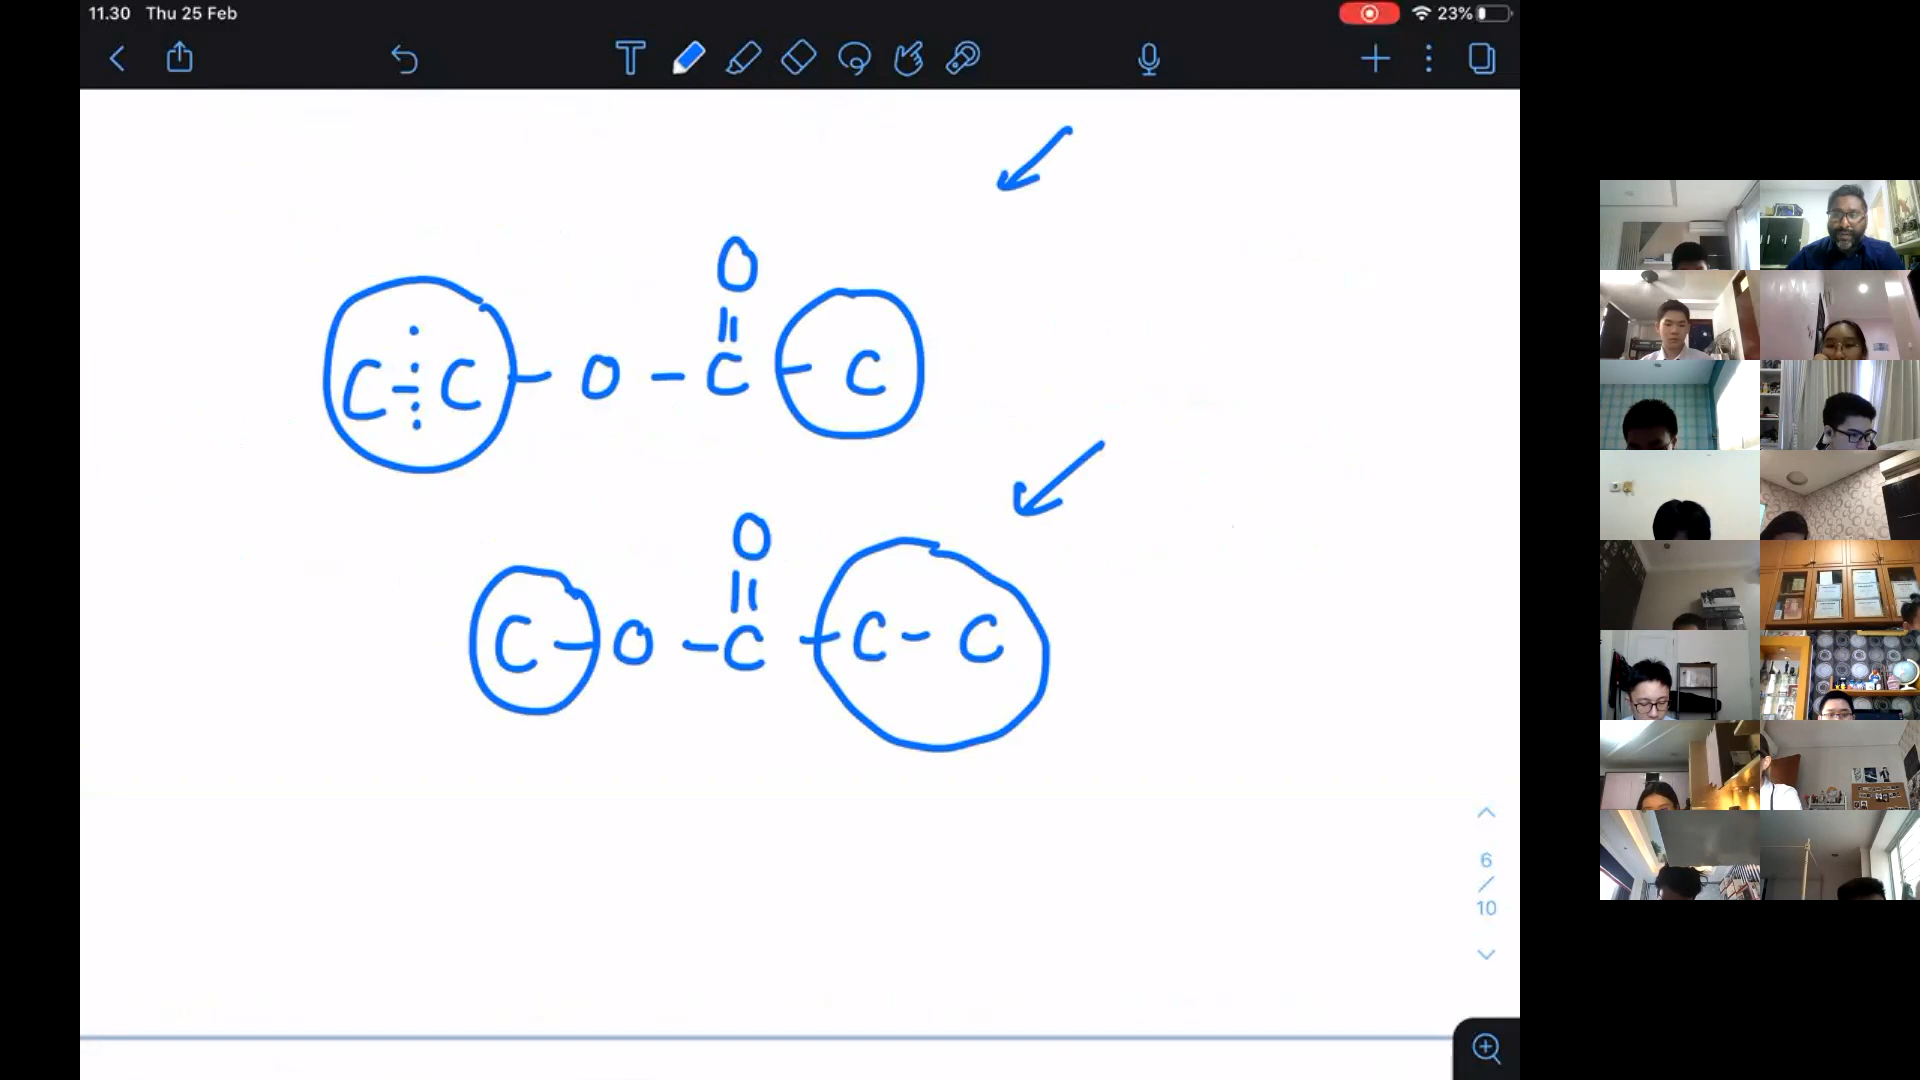 11.30 Thu 25 Feb
23%
T
O
||
C - C - O - C - C
O
||
C - O - C - C - C
6
/
10